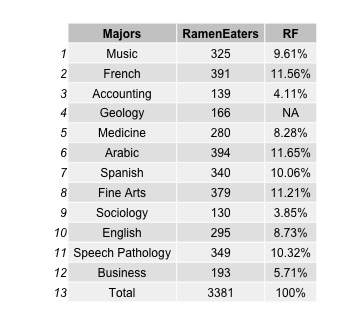 Majors RamenEaters RF
1 Music 325 9.61%
2 French 391 11.56%
3 Accounting 139 4.11%
4 Geology 166 NA
5 Medicine 280 8.28%
6 Arabic 394 11.65%
7 Spanish 340 10.06%
8 Fine Arts 379 11.21%
9 Sociology 130 3.85%
10 English 295 8.73%
11 Speech Pathology 349 10.32%
12 Business 193 5.71%
13 Total 3381 100%